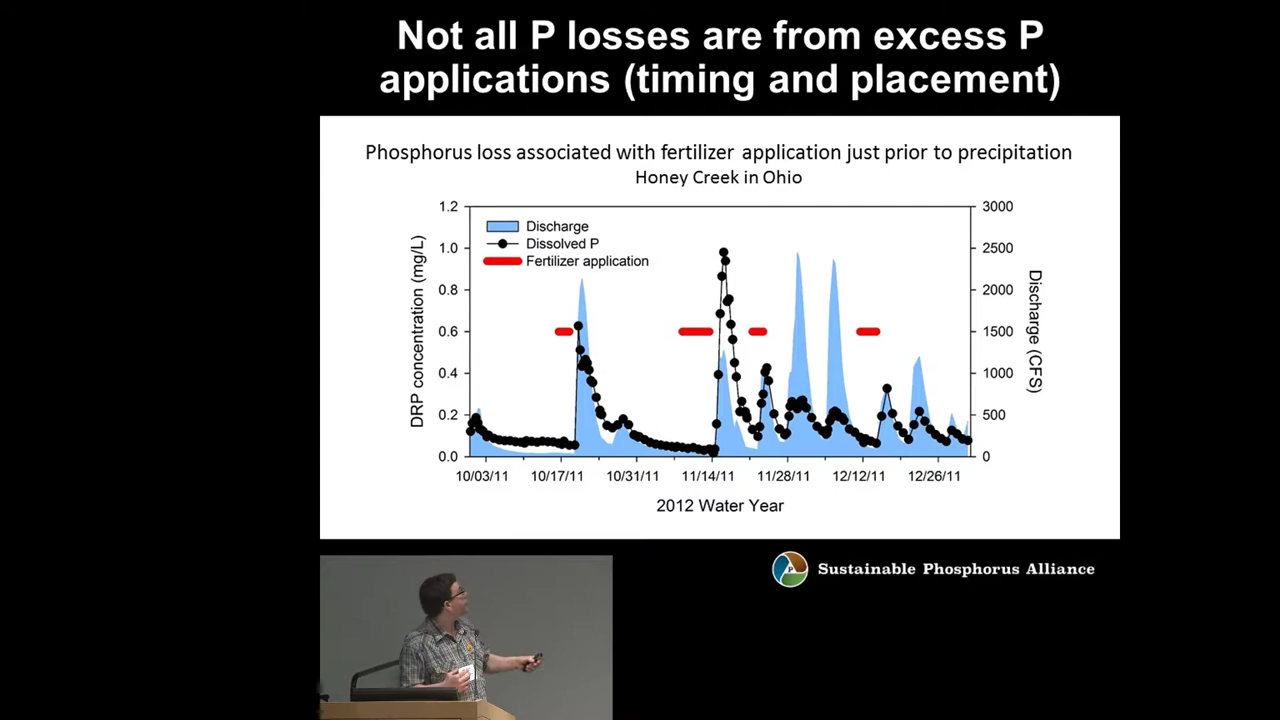 Not all P losses are from excess P
applications (timing and placement)
Phosphorus loss associated with fertilizer application just prior to precipitation
Honey Creek in Ohio
1.2
1.0
0.8
0.6
0.4
0.2
0.0
DRP concentration (mg/L)
Discharge
Dissolved P
Fertilizer application
3000
2500
2000
1500
1000
500
0
Discharge (CFS)
10/03/11 10/17/11 10/31/11 11/14/11 11/28/11 12/12/11 12/26/11
2012 Water Year
P
Sustainable Phosphorus Alliance